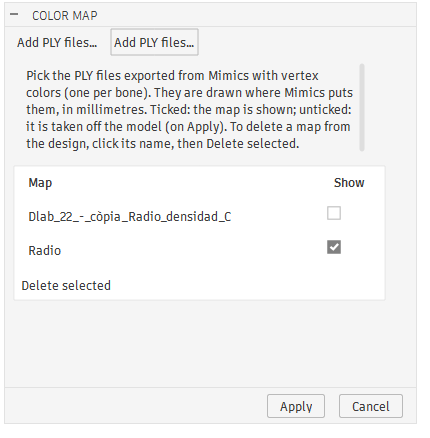 COLOR MAP
Add PLY files... Add PLY files...
Pick the PLY files exported from Mimics with vertex
colors (one per bone). They are drawn where Mimics puts
them, in millimetres. Ticked: the map is shown; unticked:
it is taken off the model (on Apply). To delete a map from
the design, click its name, then Delete selected.
Map Show
Dlab_22_-_còpia_Radio_densidad_C
Radio
Delete selected
Apply Cancel